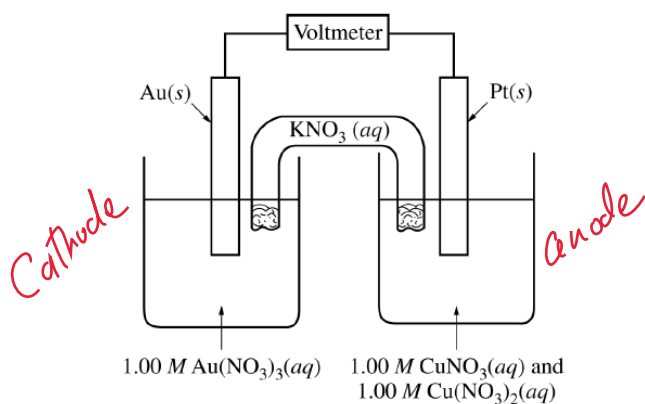 Voltmeter
Au(s)
Pt(s)
KNO₃ (aq)
Cathode
anode
1.00 M Au(NO₃)₃(aq)
1.00 M CuNO₃(aq) and
1.00 M Cu(NO₃)₂(aq)